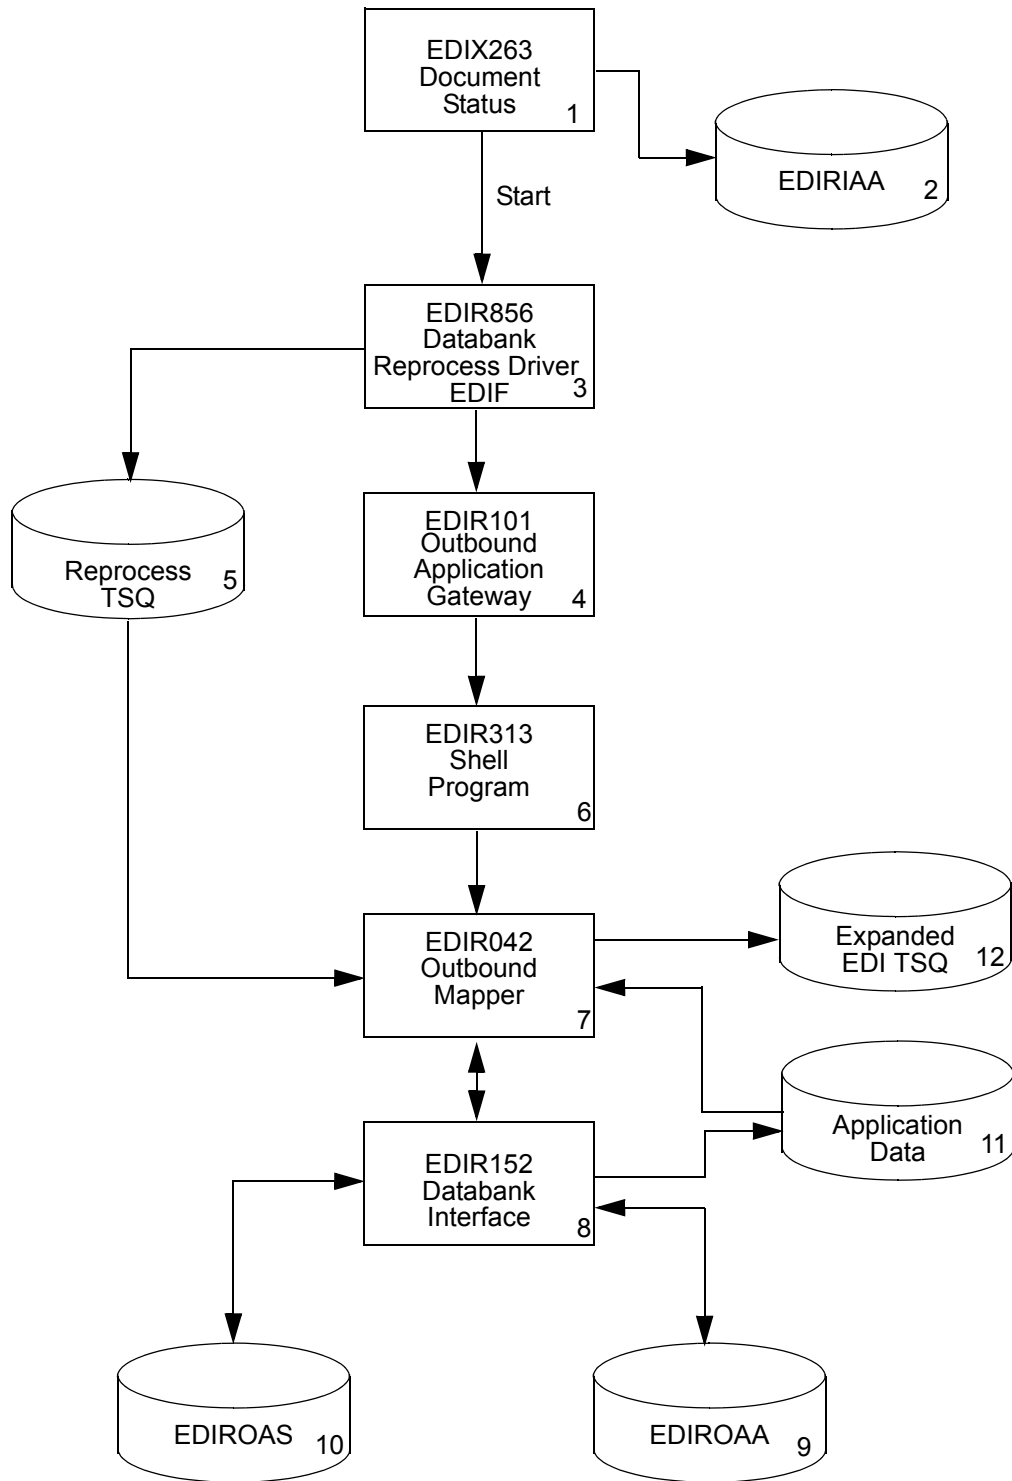 EDIX263
Document
Status
1
EDIRIAA
2
Start
EDIR856
Databank
Reprocess Driver
EDIF
3
EDIR101
Outbound
Application
Gateway
4
Reprocess
TSQ
5
EDIR313
Shell
Program
6
EDIR042
Outbound
Mapper
7
Expanded
EDI TSQ
12
Application
Data
11
EDIR152
Databank
Interface
8
EDIROAS
10
EDIROAA
9